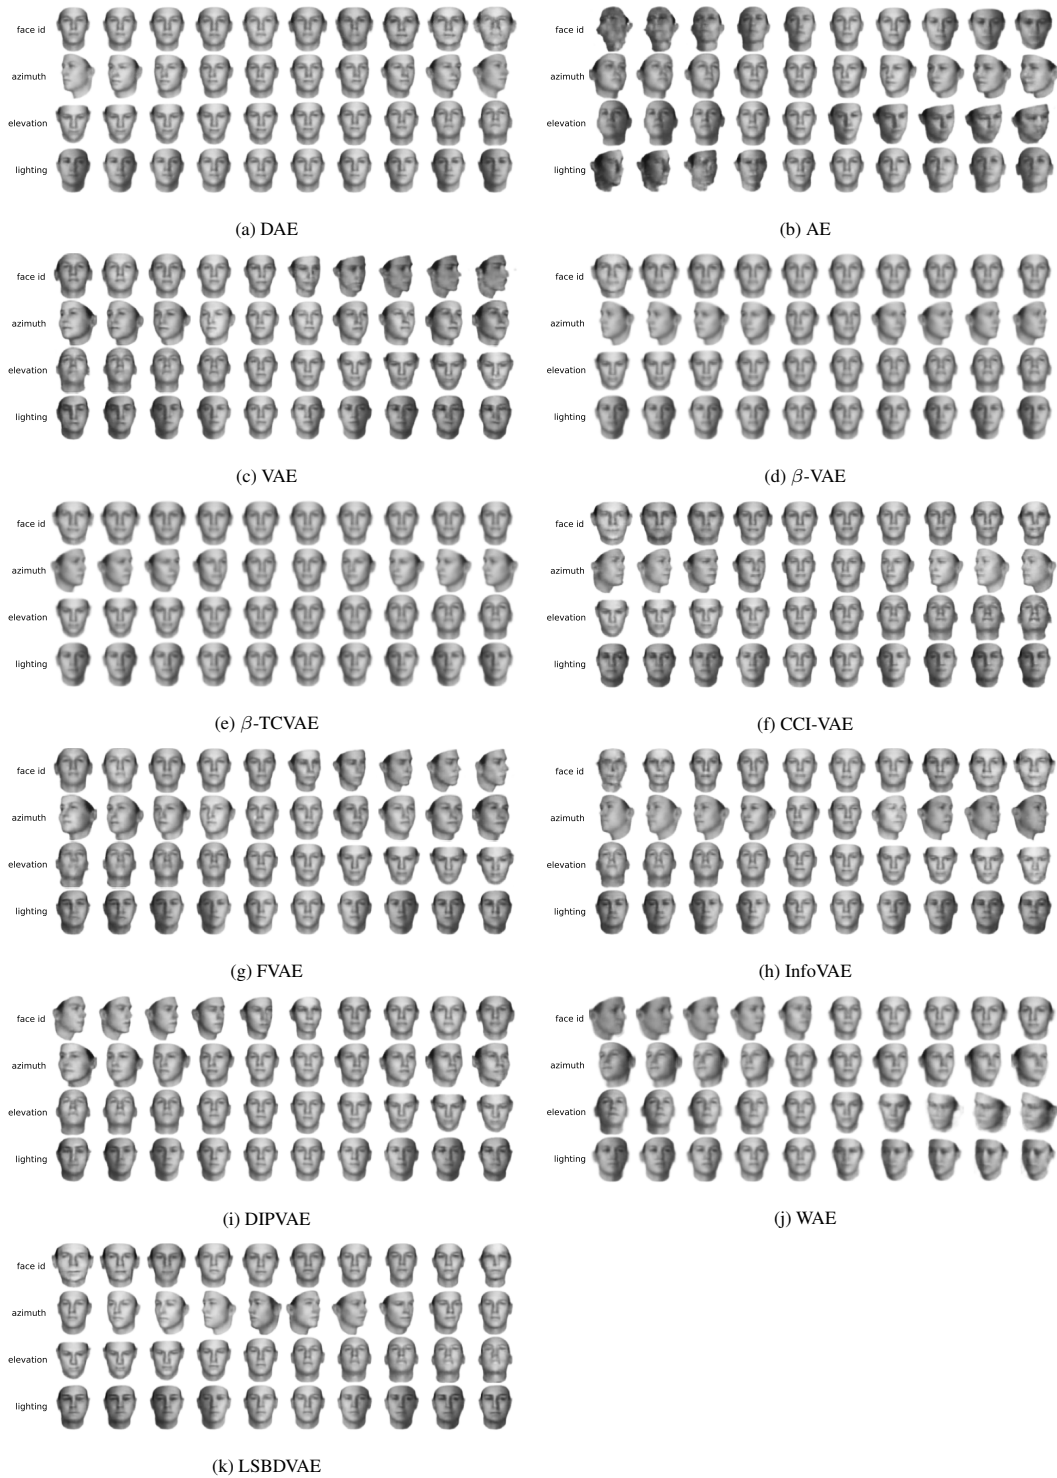 face id
azimuth
elevation
lighting
(a) DAE
face id
azimuth
elevation
lighting
(b) AE
face id
azimuth
elevation
lighting
(c) VAE
face id
azimuth
elevation
lighting
(d) β-VAE
face id
azimuth
elevation
lighting
(e) β-TCVAE
face id
azimuth
elevation
lighting
(f) CCI-VAE
face id
azimuth
elevation
lighting
(g) FVAE
face id
azimuth
elevation
lighting
(h) InfoVAE
face id
azimuth
elevation
lighting
(i) DIPVAE
face id
azimuth
elevation
lighting
(j) WAE
face id
azimuth
elevation
lighting
(k) LSBDVAE